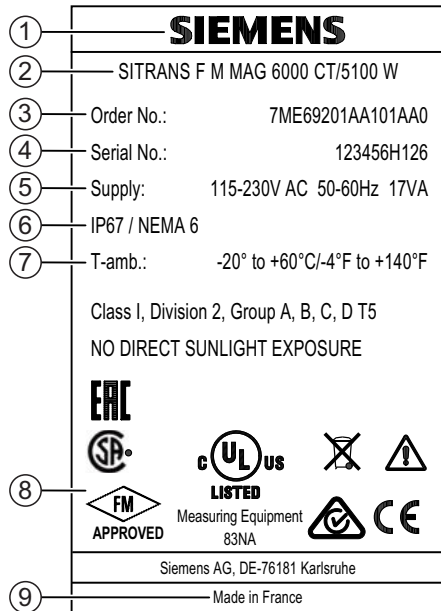 ① SIEMENS
② SITRANS F M MAG 6000 CT/5100 W
③ Order No.: 7ME69201AA101AA0
④ Serial No.: 123456H126
⑤ Supply: 115-230V AC 50-60Hz 17VA
⑥ IP67 / NEMA 6
⑦ T-amb.: -20° to +60°C/-4°F to +140°F
Class I, Division 2, Group A, B, C, D T5
NO DIRECT SUNLIGHT EXPOSURE
EAC
SA
C UL US
LISTED
Measuring Equipment
83NA
⑧ FM
APPROVED
CE
Siemens AG, DE-76181 Karlsruhe
⑨ Made in France